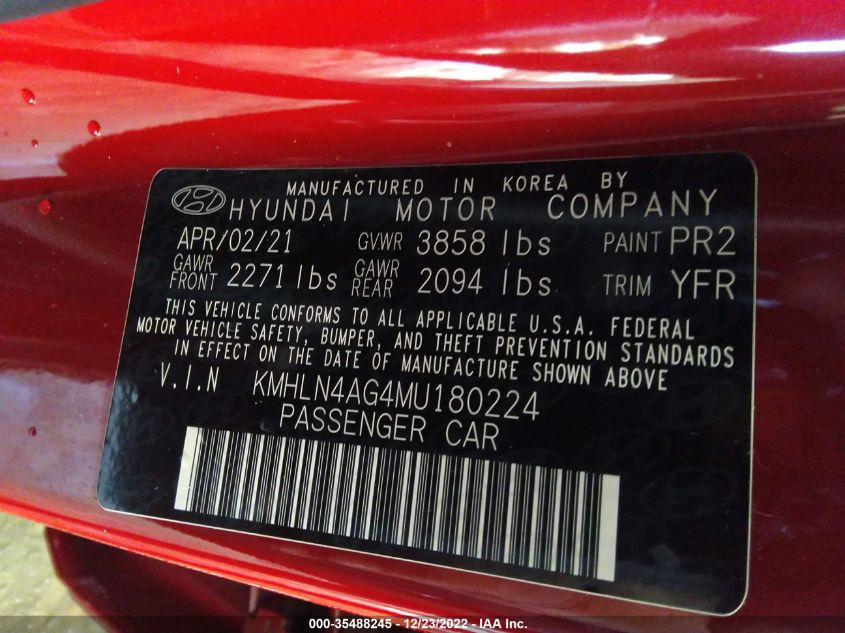 MANUFACTURED IN KOREA BY
HYUNDAI MOTOR COMPANY
APR/02/21 GVWR 3858 lbs PAINT PR2
GAWR FRONT 2271 lbs GAWR REAR 2094 lbs TRIM YFR
THIS VEHICLE CONFORMS TO ALL APPLICABLE U.S.A. FEDERAL
MOTOR VEHICLE SAFETY, BUMPER, AND THEFT PREVENTION STANDARDS
IN EFFECT ON THE DATE OF MANUFACTURE SHOWN ABOVE
V.I.N KMHLN4AG4MU180224
PASSENGER CAR
000-35488245 - 12/23/2022 - IAA Inc.